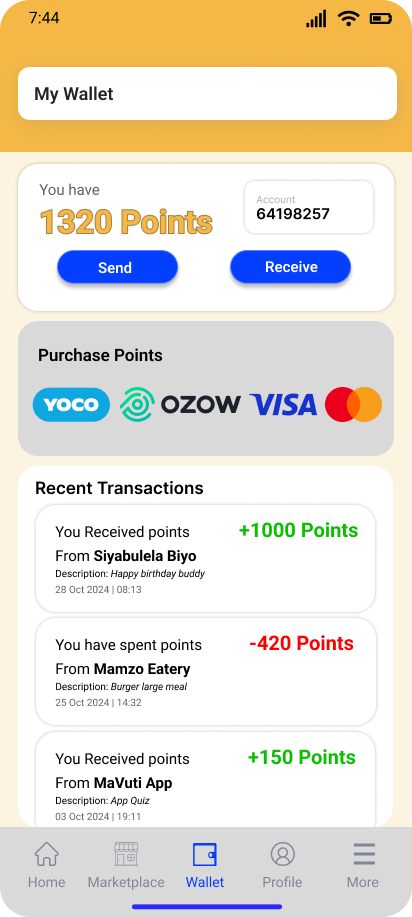 7:44
My Wallet
You have
1320 Points
Account
64198257
Send
Receive
Purchase Points
YOCO
OZOW
VISA
Recent Transactions
You Received points
+1000 Points
From Siyabulela Biyo
Description: Happy birthday buddy
28 Oct 2024 | 08:13
You have spent points
-420 Points
From Mamzo Eatery
Description: Burger large meal
25 Oct 2024 | 14:32
You Received points
+150 Points
From MaVuti App
Description: App Quiz
03 Oct 2024 | 19:11
Home
Marketplace
Wallet
Profile
More